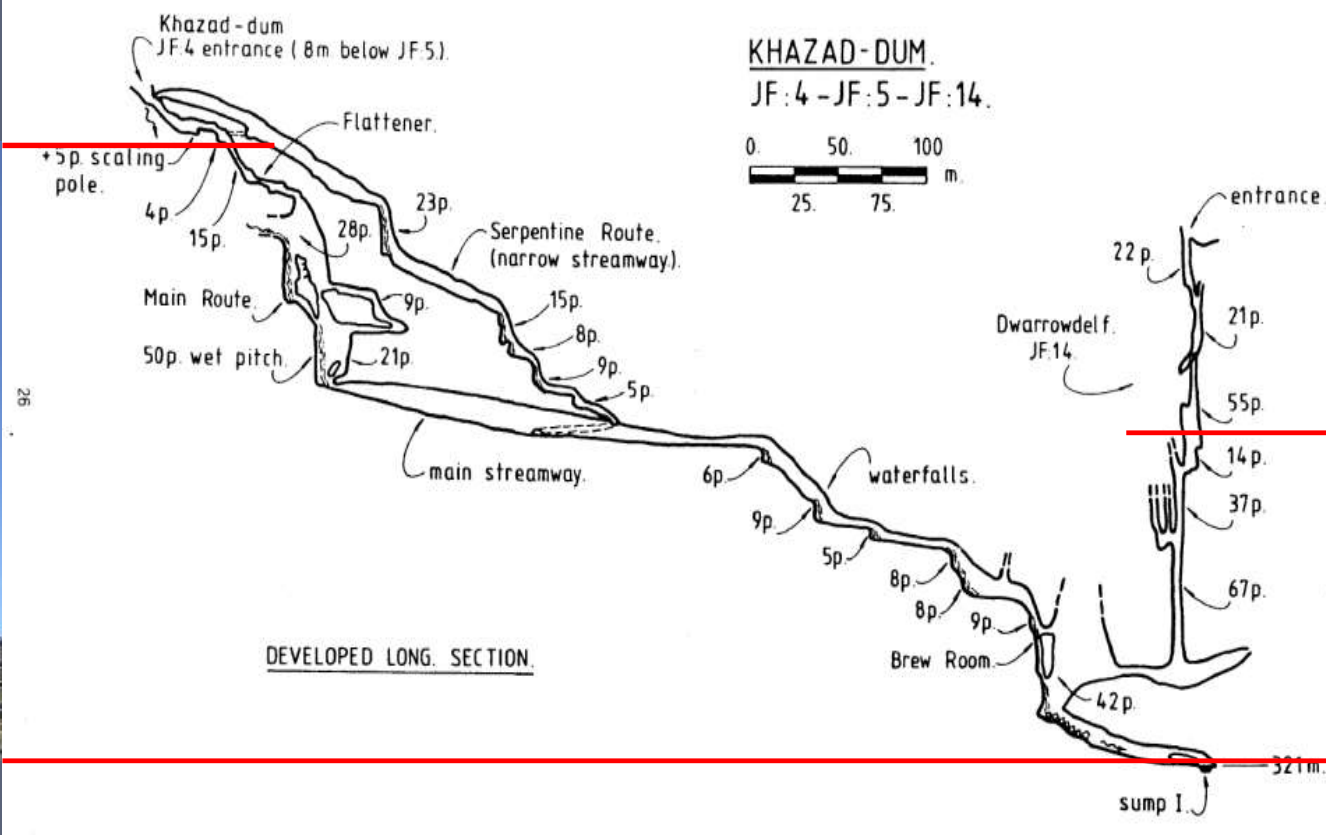 Khazad-dum
JF:4 entrance (8m below JF:5).
KHAZAD-DUM.
JF:4-JF:5-JF:14.
0. 50. 100
m.
25. 75.
Flattener.
+5p. scaling
pole.
4p.
15p.
28p.
23p.
Serpentine Route.
(narrow streamway.).
entrance.
22p.
Main Route.
9p.
15p.
8p.
Dwarrowdelf.
JF:14.
21p.
50p. wet pitch.
21p.
9p.
5p.
55p.
26
main streamway.
6p.
waterfalls.
14p.
37p.
9p.
5p.
8p.
8p.
67p.
9p.
DEVELOPED LONG. SECTION.
Brew Room.
42p.
321m.
sump I.